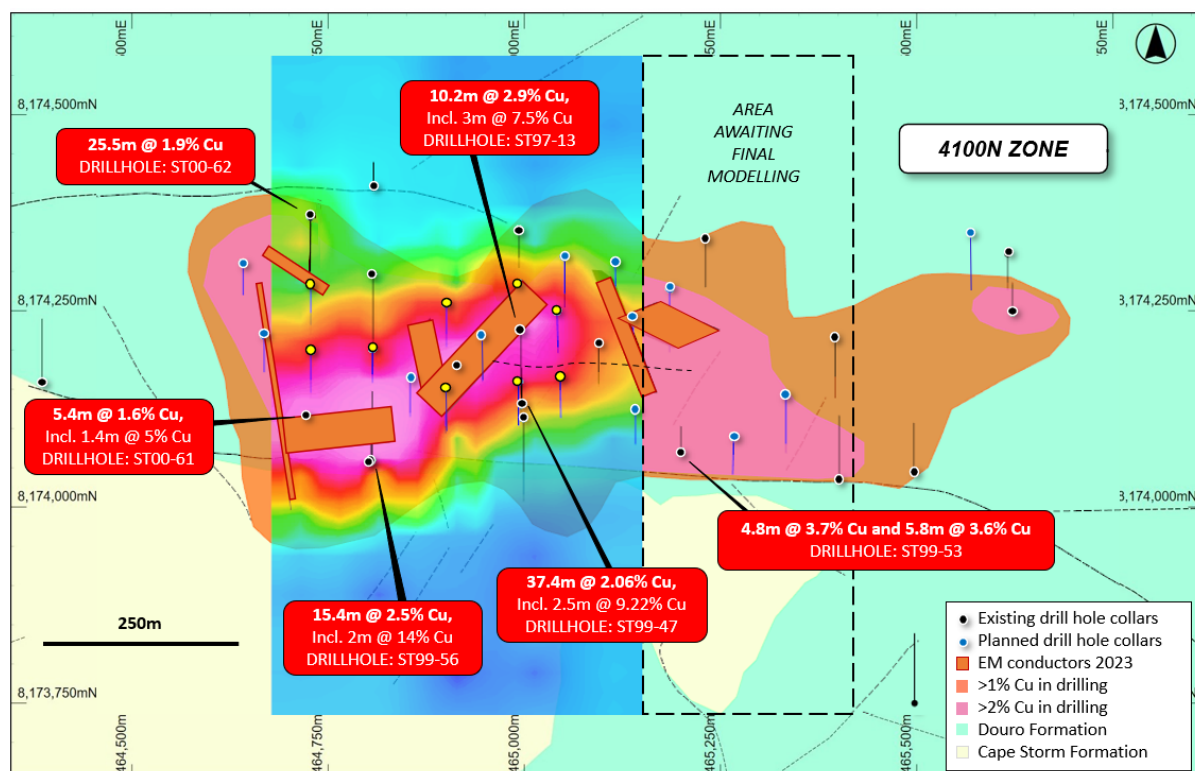 00mE
50mE
00mE
50mE
00mE
50mE
8,174,500mN
8,174,500mN
10.2m @ 2.9% Cu,
Incl. 3m @ 7.5% Cu
DRILLHOLE: ST97-13
AREA
AWAITING
FINAL
MODELLING
4100N ZONE
25.5m @ 1.9% Cu
DRILLHOLE: ST00-62
8,174,250mN
8,174,250mN
5.4m @ 1.6% Cu,
Incl. 1.4m @ 5% Cu
DRILLHOLE: ST00-61
8,174,000mN
8,174,000mN
4.8m @ 3.7% Cu and 5.8m @ 3.6% Cu
DRILLHOLE: ST99-53
37.4m @ 2.06% Cu,
Incl. 2.5m @ 9.22% Cu
DRILLHOLE: ST99-47
15.4m @ 2.5% Cu,
Incl. 2m @ 14% Cu
DRILLHOLE: ST99-56
250m
8,173,750mN
Existing drill hole collars
Planned drill hole collars
EM conductors 2023
>1% Cu in drilling
>2% Cu in drilling
Douro Formation
Cape Storm Formation
464,500m
464,750m
465,000m
465,250m
465,500m